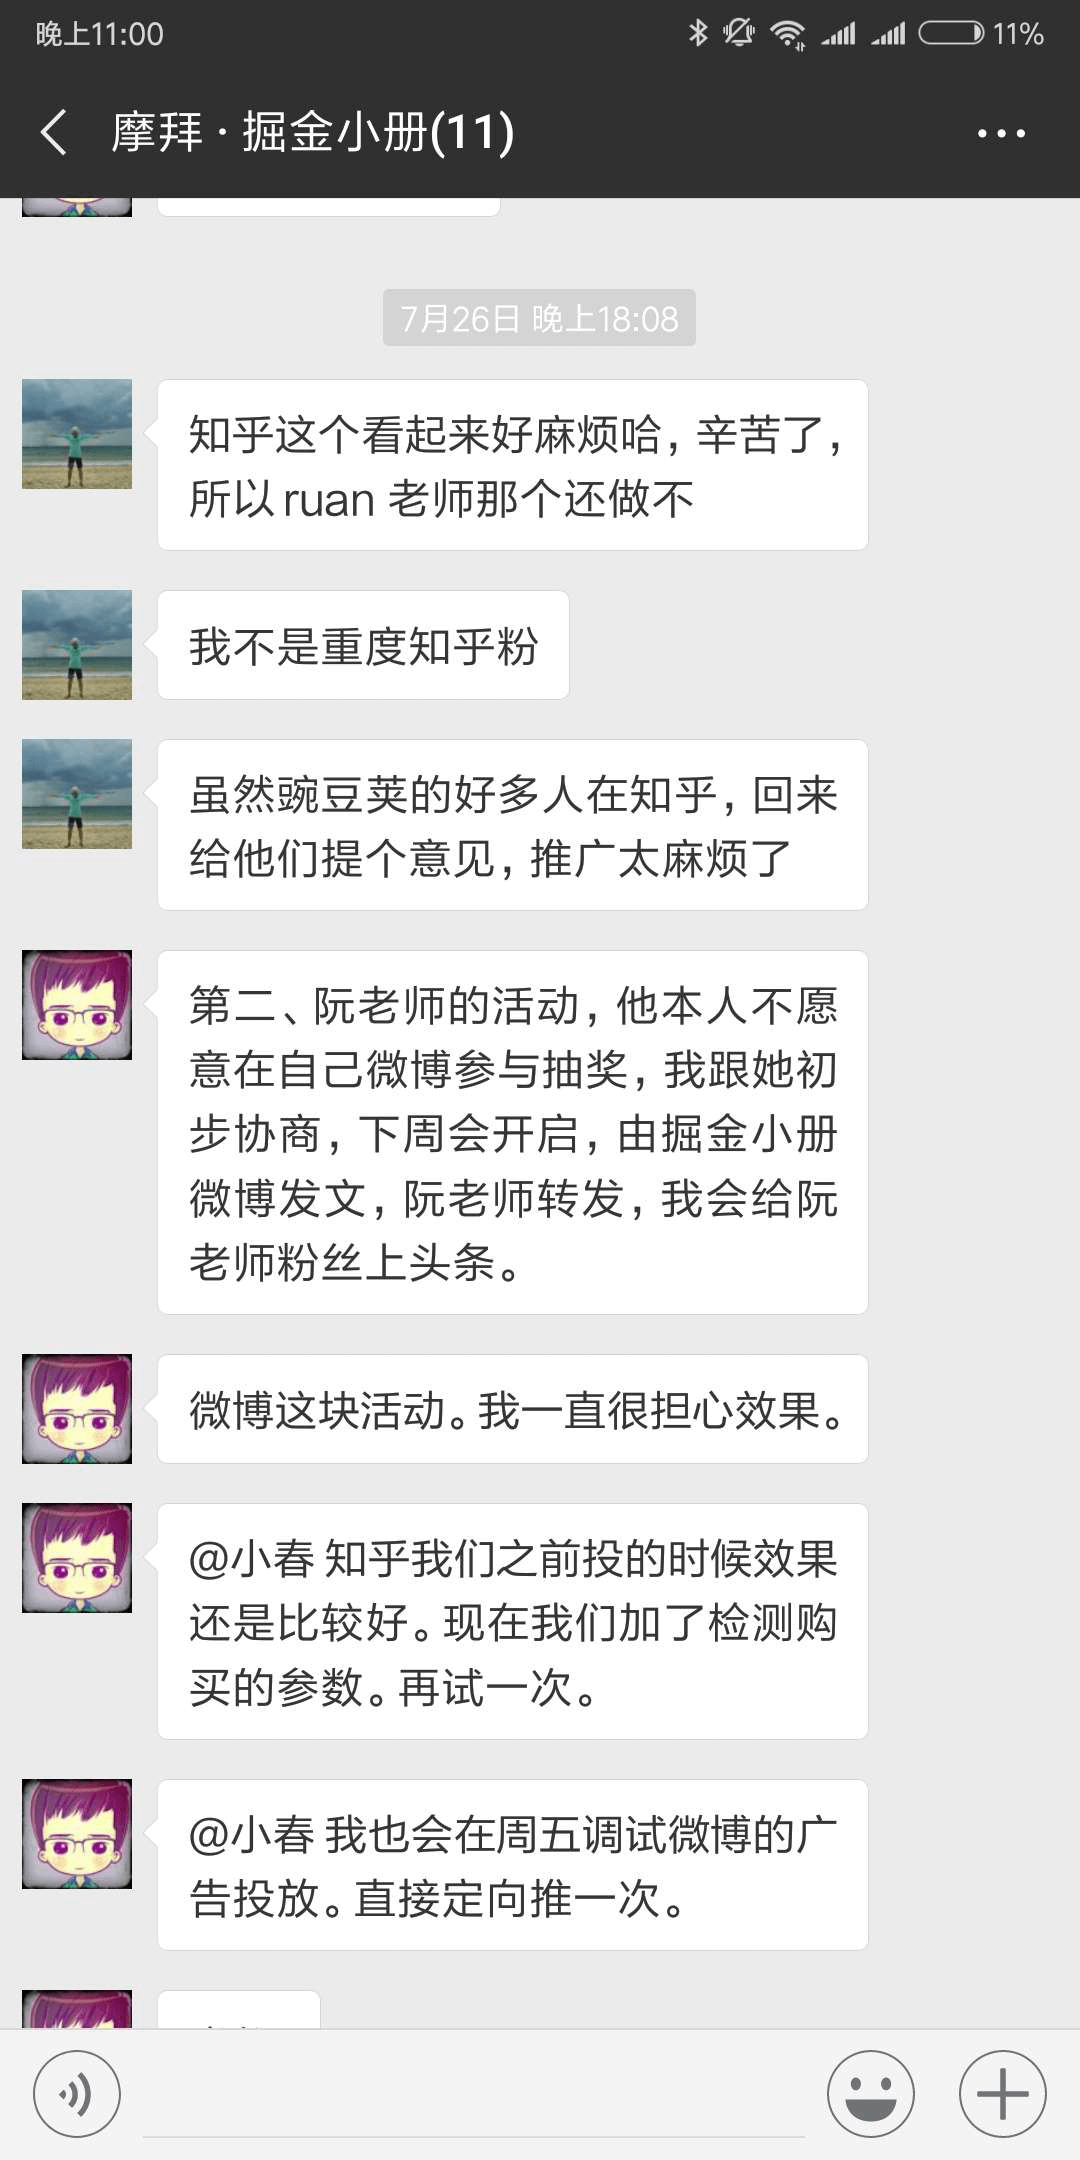 晚上11:00
11%
摩拜 · 掘金小册(11)
7月26日 晚上18:08
知乎这个看起来好麻烦哈，辛苦了，
所以 ruan 老师那个还做不
我不是重度知乎粉
虽然豌豆荚的好多人在知乎，回来
给他们提个意见，推广太麻烦了
第二、阮老师的活动，他本人不愿
意在自己微博参与抽奖，我跟她初
步协商，下周会开启，由掘金小册
微博发文，阮老师转发，我会给阮
老师粉丝上头条。
微博这块活动。我一直很担心效果。
@小春 知乎我们之前投的时候效果
还是比较好。现在我们加了检测购
买的参数。再试一次。
@小春 我也会在周五调试微博的广
告投放。直接定向推一次。